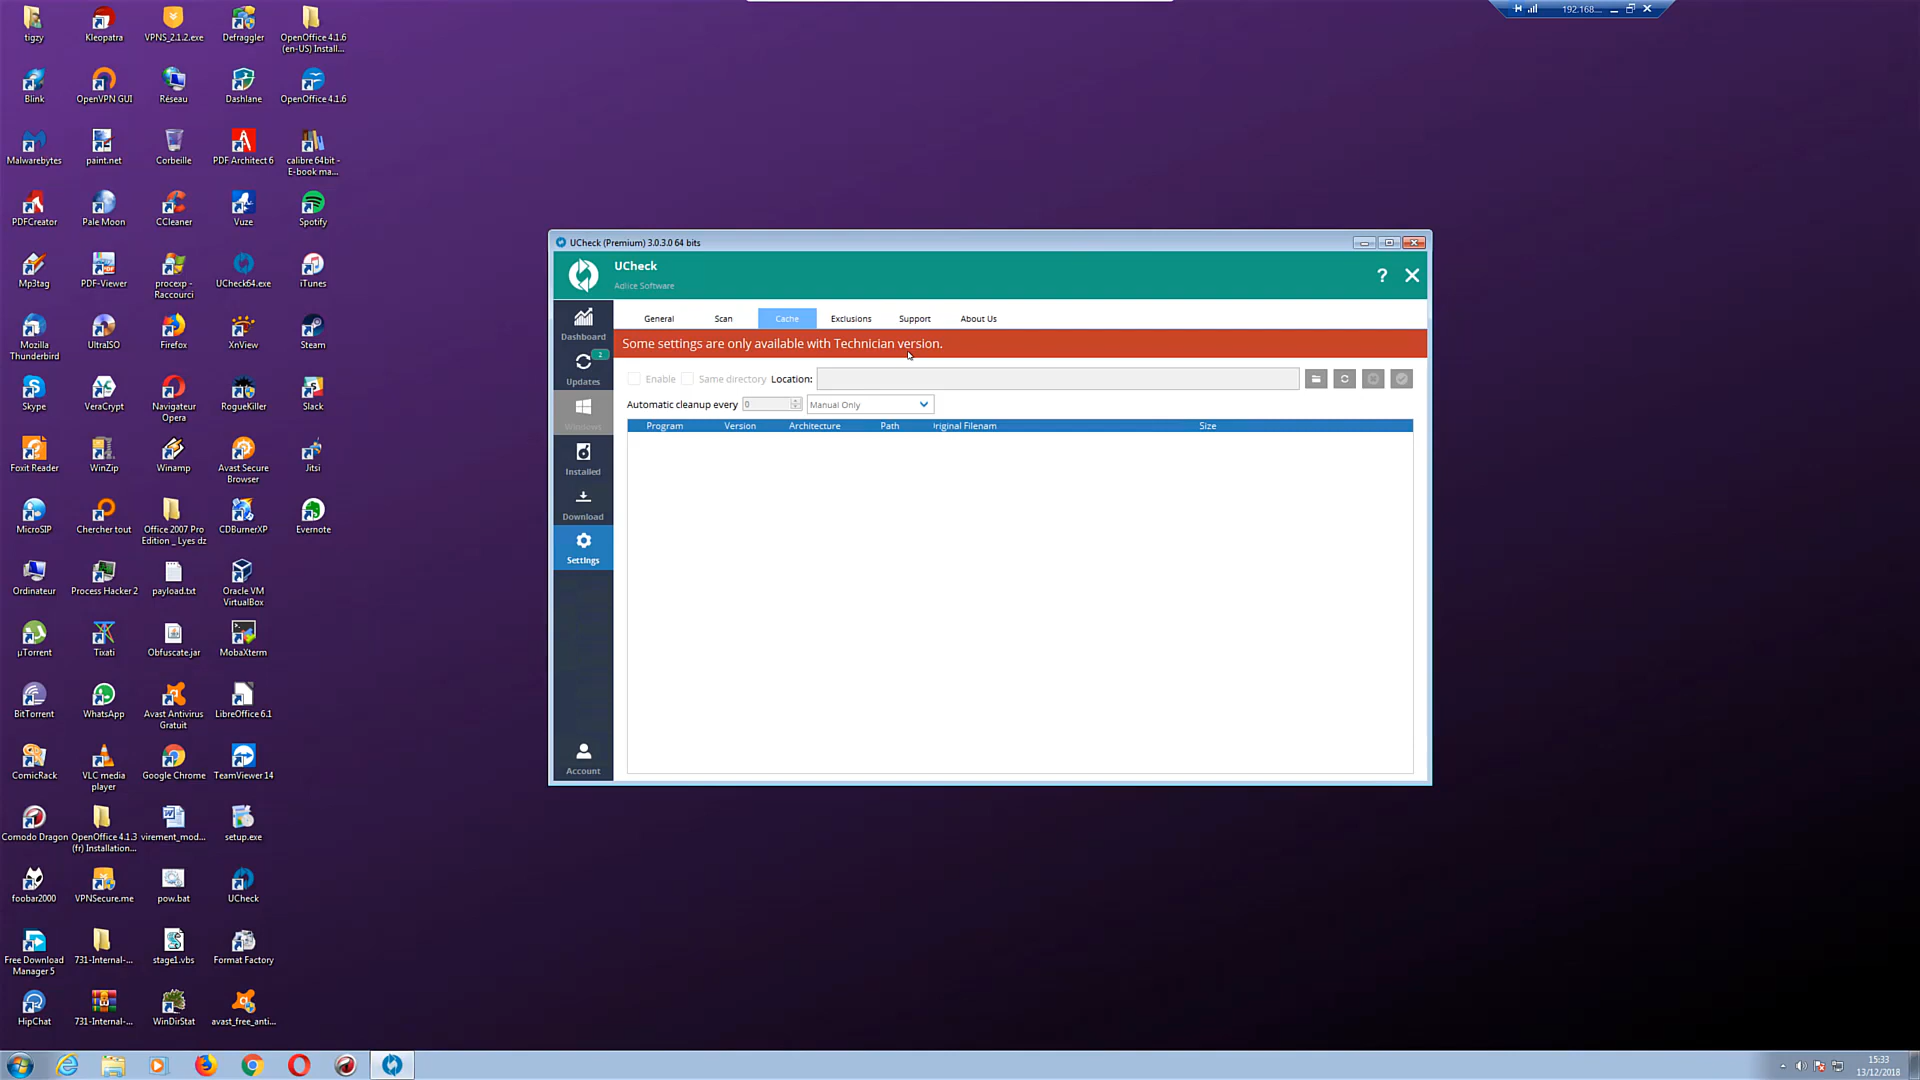 tigzy
Kleopatra
VPNS_2.1.2.exe
Defraggler
OpenOffice 4.1.6
(en-US) Install...
Blink
OpenVPN GUI
Réseau
Dashlane
OpenOffice 4.1.6
Malwarebytes
paint.net
Corbeille
PDF Architect 6
calibre 64bit -
E-book ma...
PDFCreator
Pale Moon
CCleaner
Vuze
Spotify
Mp3tag
PDF-Viewer
procexp -
Raccourci
UCheck64.exe
iTunes
Mozilla
Thunderbird
UltraISO
Firefox
XnView
Steam
Skype
VeraCrypt
Navigateur
Opera
RogueKiller
Slack
Foxit Reader
WinZip
Winamp
Avast Secure
Browser
Jitsi
MicroSIP
Chercher tout
Office 2007 Pro
Edition _ Lyes dz
CDBurnerXP
Evernote
Ordinateur
Process Hacker 2
payload.txt
Oracle VM
VirtualBox
µTorrent
Tixati
Obfuscate.jar
MobaXterm
BitTorrent
WhatsApp
Avast Antivirus
Gratuit
LibreOffice 6.1
ComicRack
VLC media
player
Google Chrome
TeamViewer 14
Comodo Dragon
OpenOffice 4.1.3
(fr) Installation...
virement_mod...
setup.exe
foobar2000
VPNSecure.me
pow.bat
UCheck
Free Download
Manager 5
731-Internal-...
stage1.vbs
Format Factory
HipChat
731-Internal-...
WinDirStat
avast_free_anti...
192.168....
UCheck (Premium) 3.0.3.0 64 bits
UCheck
Adlice Software
?
Dashboard
2
Updates
Windows
Installed
Download
Settings
Account
General
Scan
Cache
Exclusions
Support
About Us
Some settings are only available with Technician version.
Enable
Same directory
Location:
Automatic cleanup every
0
Manual Only
Program
Version
Architecture
Path
riginal Filenam
Size
15:33
13/12/2018